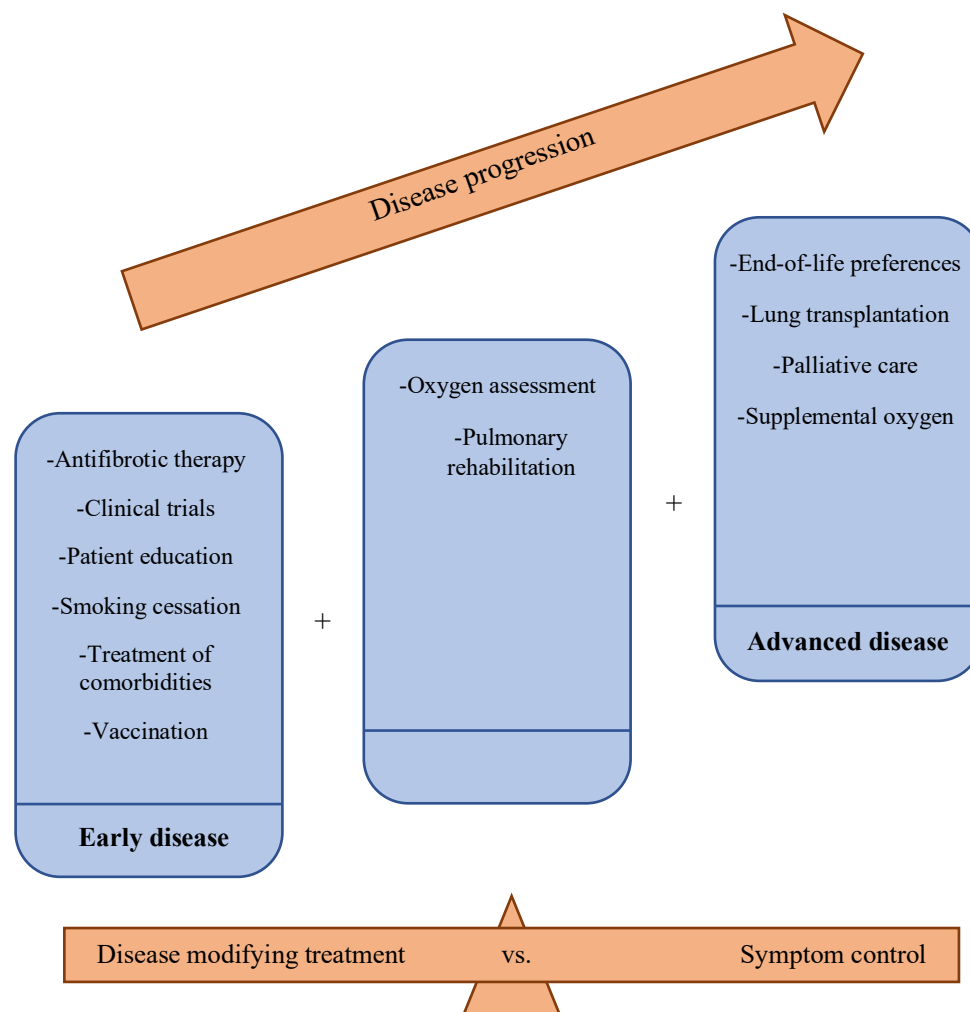 Disease progression
-Antifibrotic therapy
-Clinical trials
-Patient education
-Smoking cessation
-Treatment of
comorbidities
-Vaccination
Early disease
+
-Oxygen assessment
-Pulmonary
rehabilitation
+
-End-of-life preferences
-Lung transplantation
-Palliative care
-Supplemental oxygen
Advanced disease
Disease modifying treatment vs. Symptom control